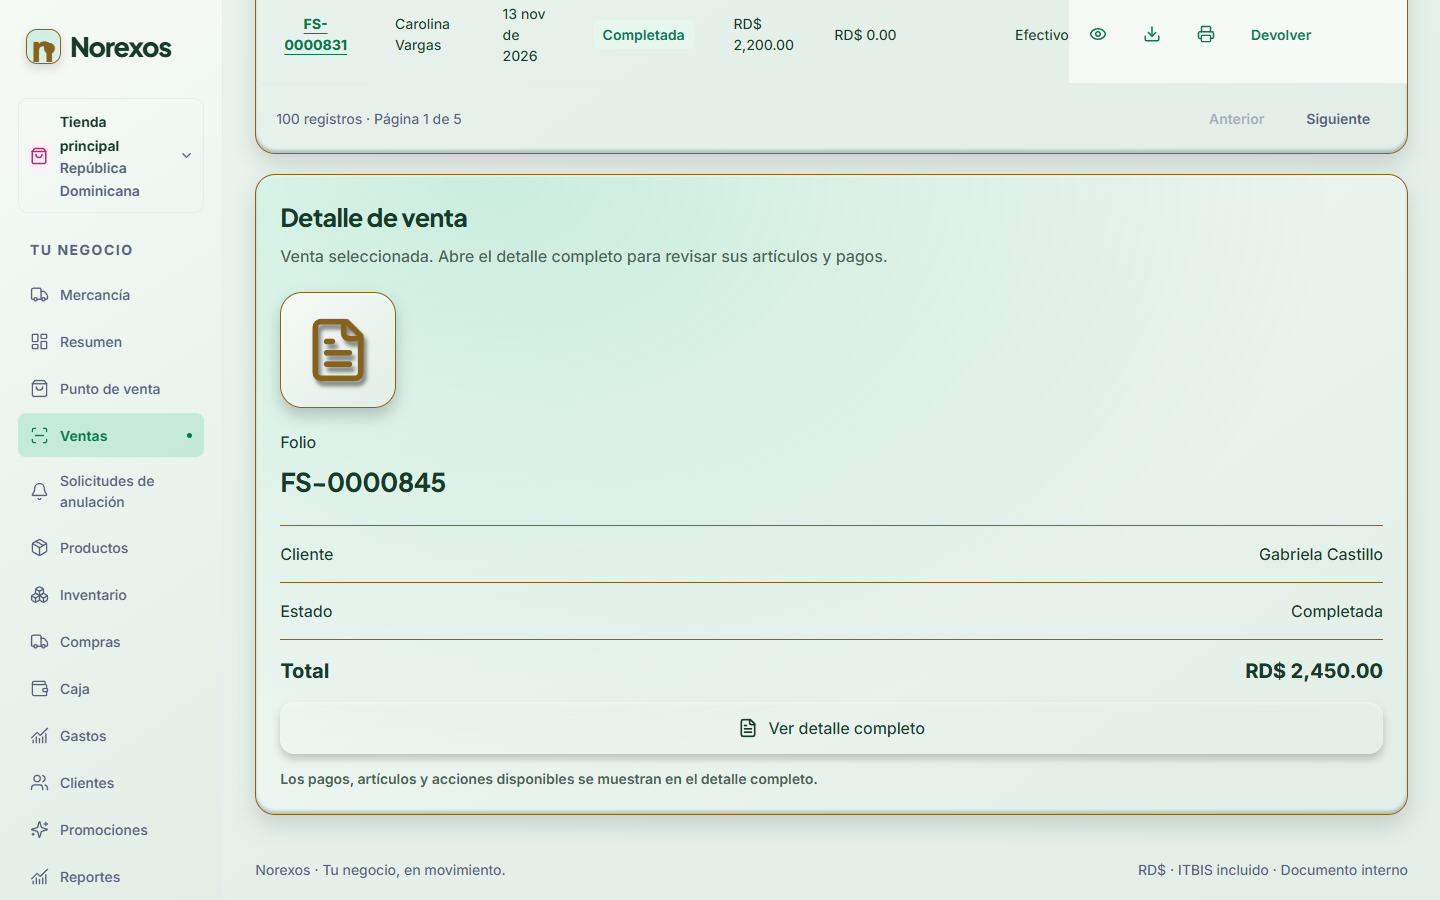 Norexos
Tienda
principal
República
Dominicana
TU NEGOCIO
Mercancía
Resumen
Punto de venta
Ventas
Solicitudes de
anulación
Productos
Inventario
Compras
Caja
Gastos
Clientes
Promociones
Reportes
FS-
0000831
Carolina
Vargas
13 nov
de
2026
Completada
RD$
2,200.00
RD$ 0.00
Efectivo
Devolver
100 registros · Página 1 de 5
Anterior
Siguiente
Detalle de venta
Venta seleccionada. Abre el detalle completo para revisar sus artículos y pagos.
Folio
FS-0000845
Cliente
Gabriela Castillo
Estado
Completada
Total
RD$ 2,450.00
Ver detalle completo
Los pagos, artículos y acciones disponibles se muestran en el detalle completo.
Norexos · Tu negocio, en movimiento.
RD$ · ITBIS incluido · Documento interno